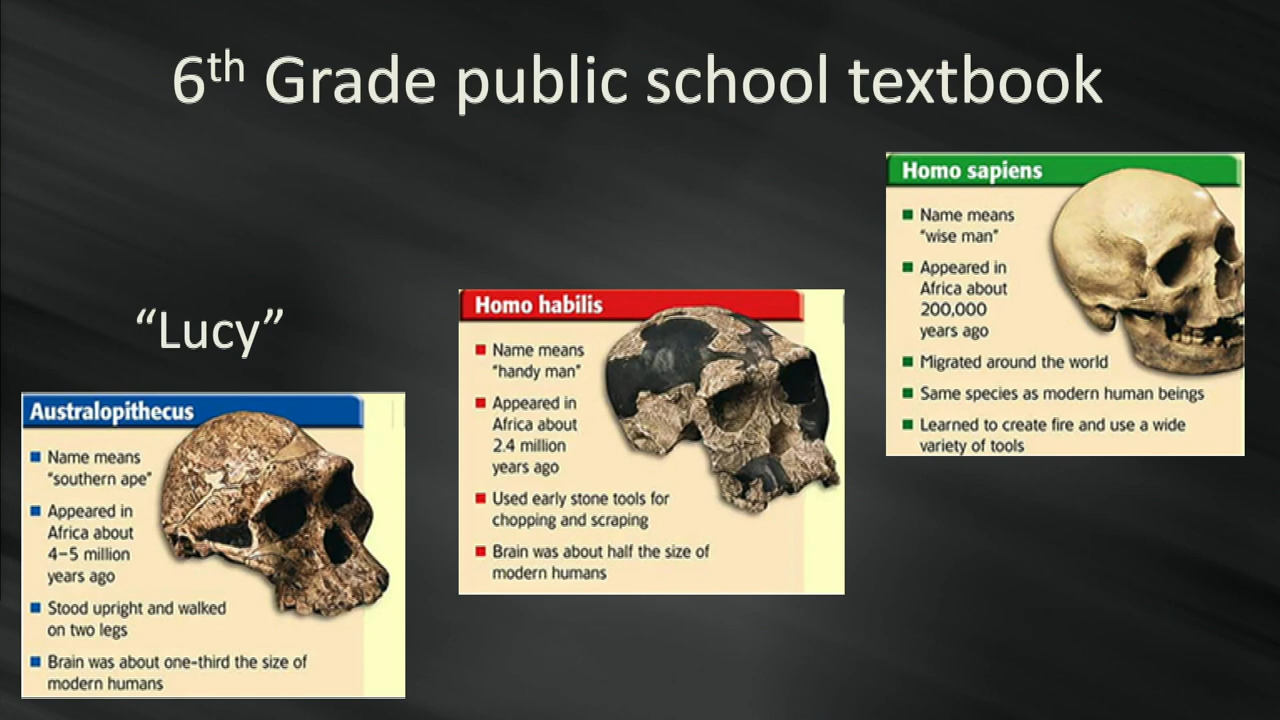 6th Grade public school textbook
“Lucy”
Australopithecus
Name means
“southern ape”
Appeared in
Africa about
4–5 million
years ago
Stood upright and walked
on two legs
Brain was about one-third the size of
modern humans
Homo habilis
Name means
“handy man”
Appeared in
Africa about
2.4 million
years ago
Used early stone tools for
chopping and scraping
Brain was about half the size of
modern humans
Homo sapiens
Name means
“wise man”
Appeared in
Africa about
200,000
years ago
Migrated around the world
Same species as modern human beings
Learned to create fire and use a wide
variety of tools